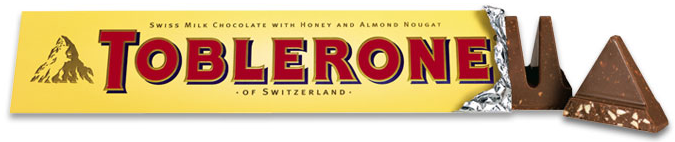 Swiss Milk Chocolate with Honey and Almond Nougat
TOBLERONE
· OF SWITZERLAND ·